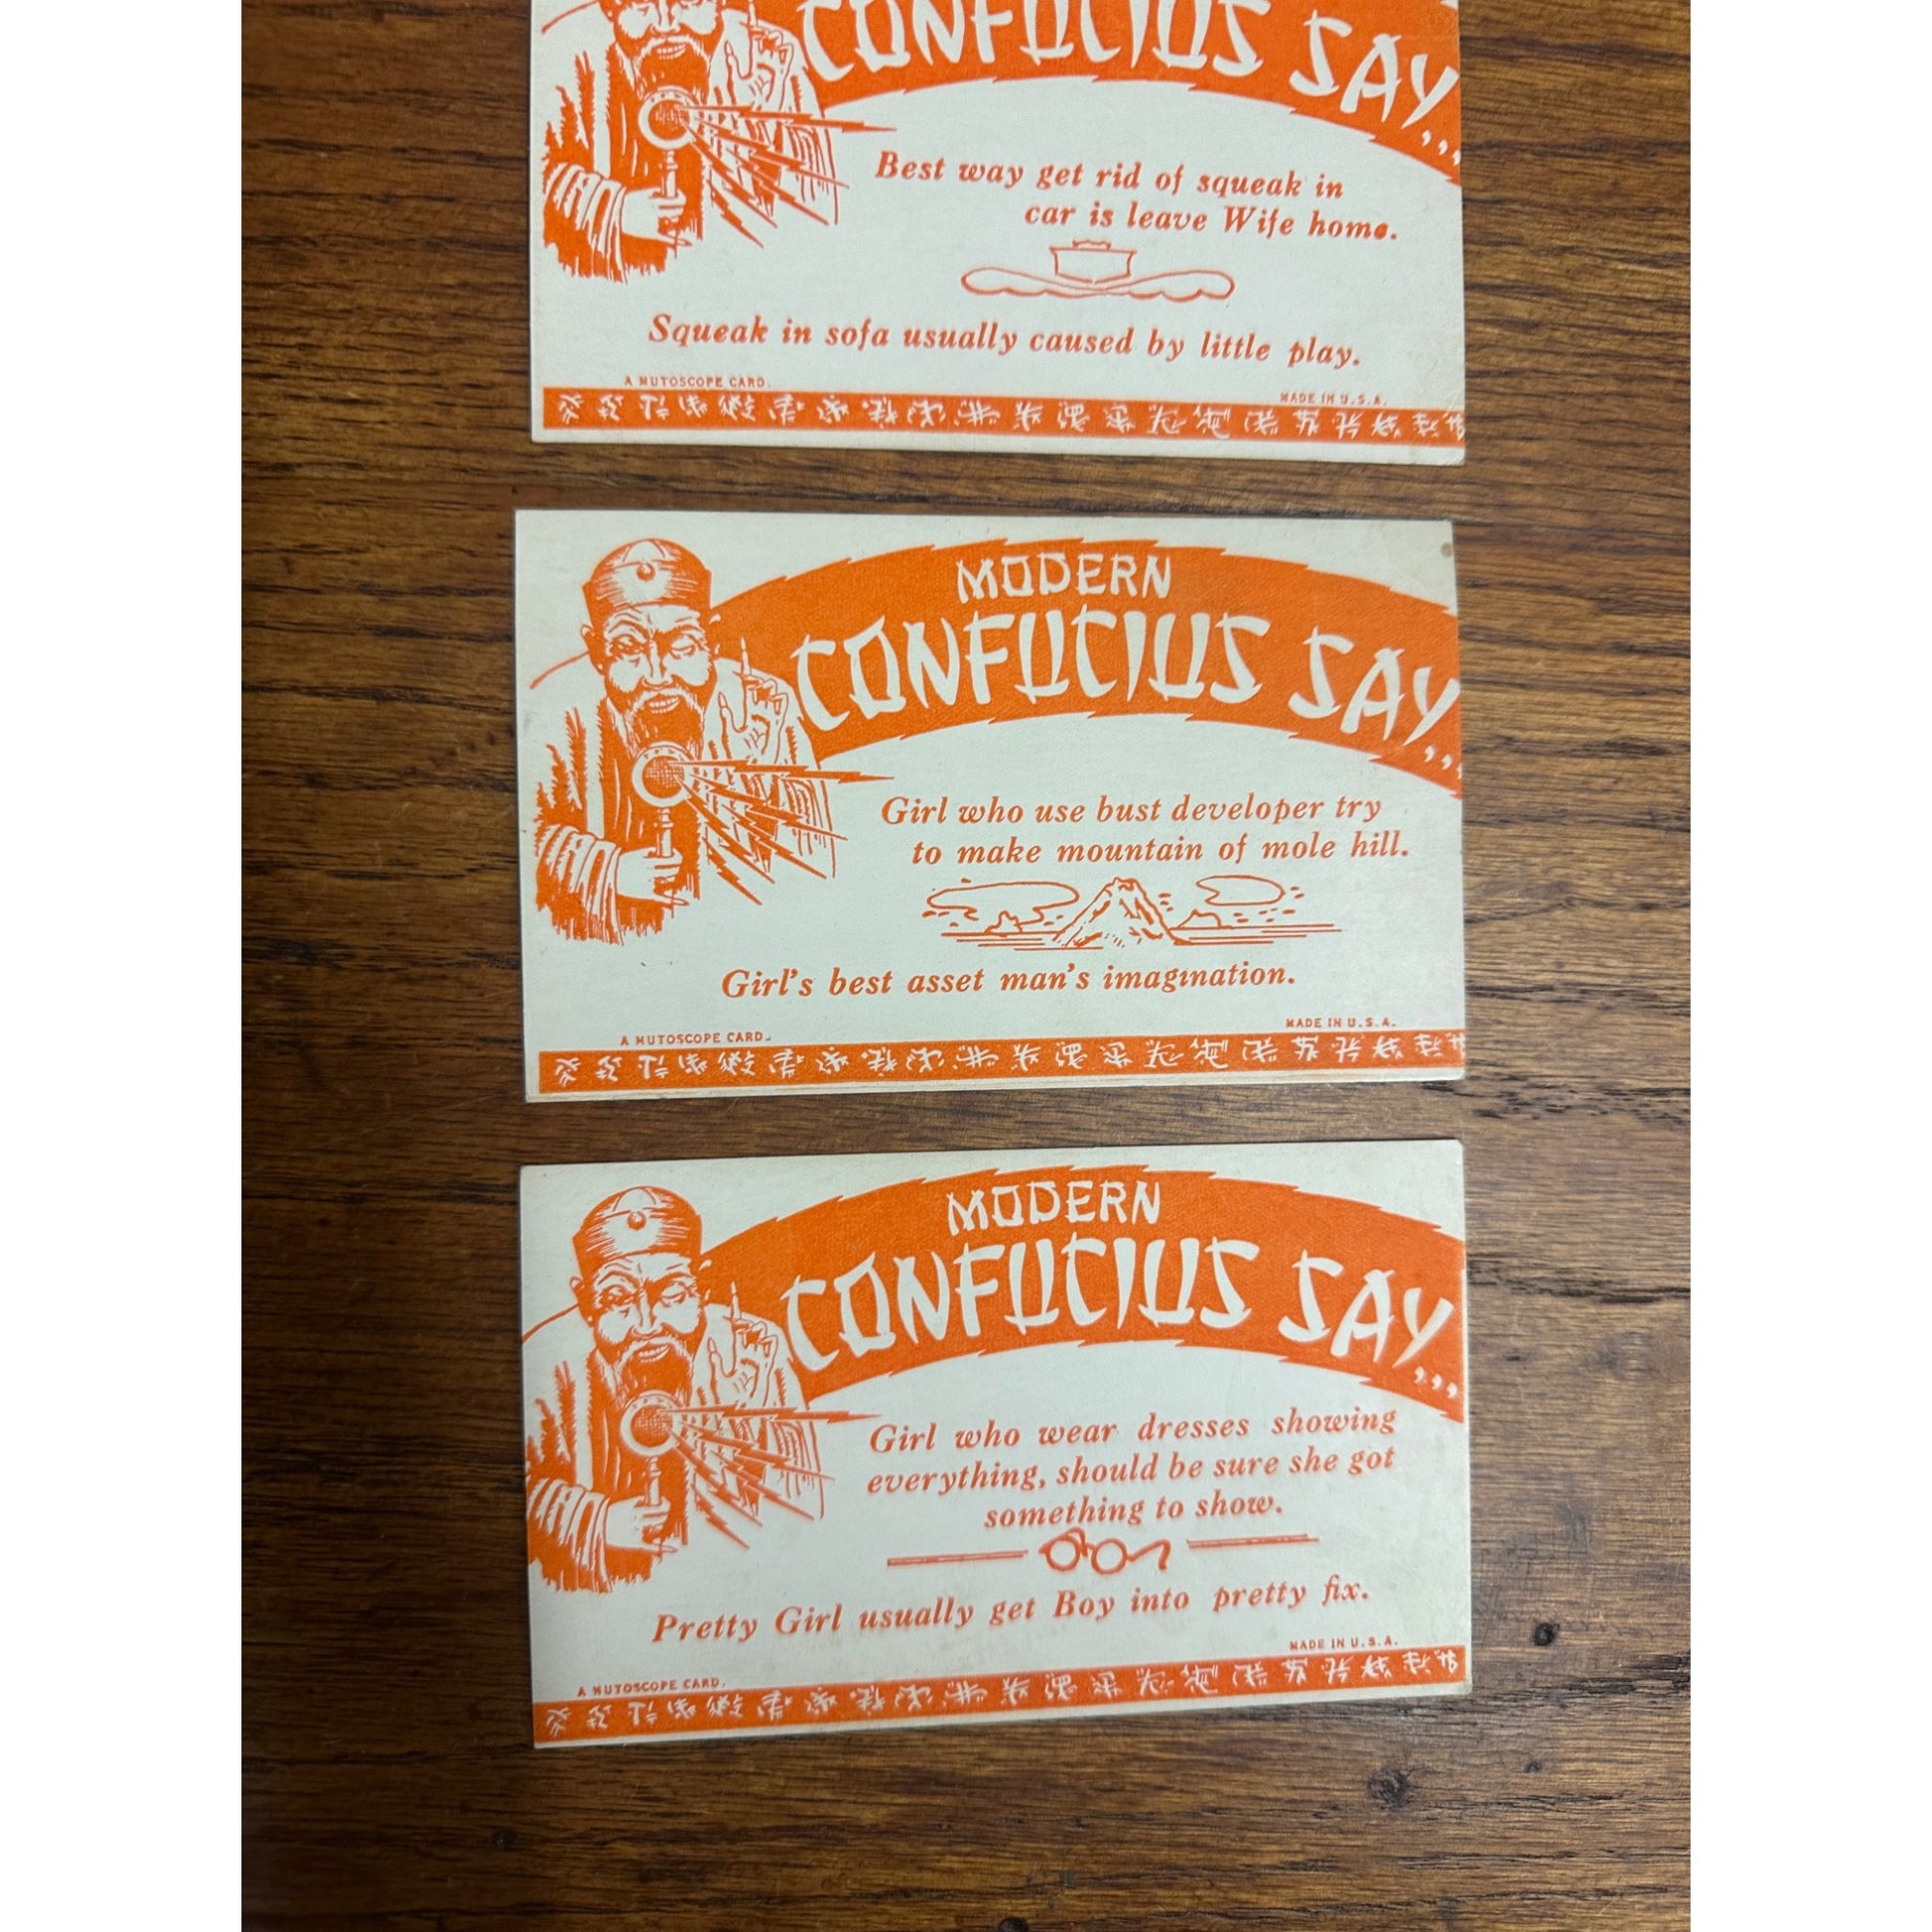 CONFUCIUS SAY...
Best way get rid of squeak in
car is leave Wife home.
Squeak in sofa usually caused by little play.
A MUTOSCOPE CARD.
MADE IN U.S.A.
MODERN
CONFUCIUS SAY...
Girl who use bust developer try
to make mountain of mole hill.
Girl's best asset man's imagination.
A MUTOSCOPE CARD.
MADE IN U.S.A.
MODERN
CONFUCIUS SAY...
Girl who wear dresses showing
everything, should be sure she got
something to show.
Pretty Girl usually get Boy into pretty fix.
MADE IN U.S.A.
A MUTOSCOPE CARD.